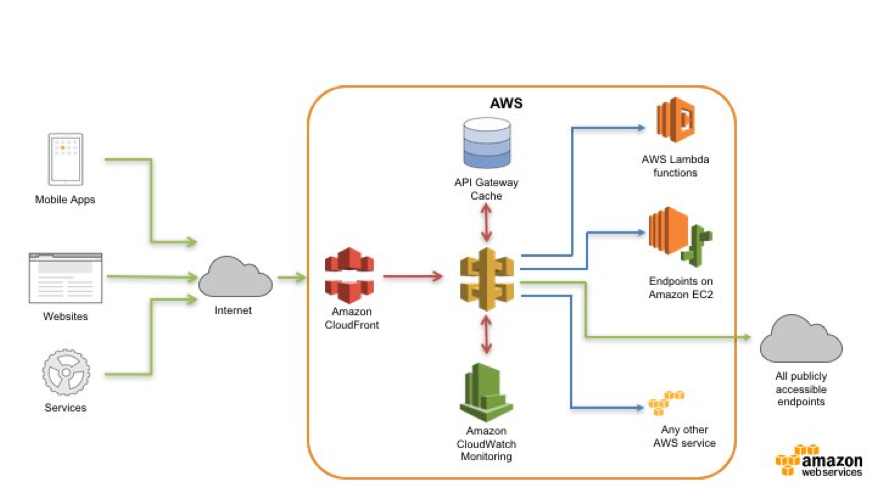 AWS
Mobile Apps
Websites
Services
Internet
Amazon
CloudFront
API Gateway
Cache
Amazon
CloudWatch
Monitoring
AWS Lambda
functions
Endpoints on
Amazon EC2
Any other
AWS service
All publicly
accessible
endpoints
amazon
webservices